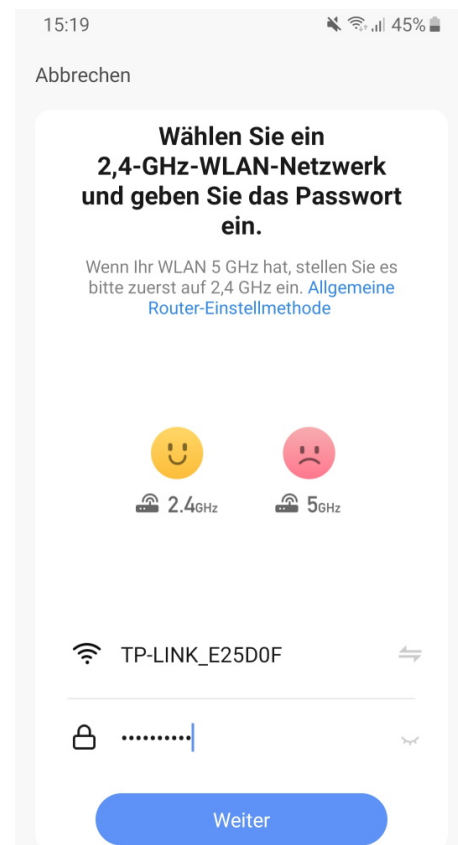 15:19
45%
Abbrechen
Wählen Sie ein
2,4-GHz-WLAN-Netzwerk
und geben Sie das Passwort
ein.
Wenn Ihr WLAN 5 GHz hat, stellen Sie es
bitte zuerst auf 2,4 GHz ein. Allgemeine
Router-Einstellmethode
2.4GHz
5GHz
TP-LINK_E25D0F
••••••••••
Weiter